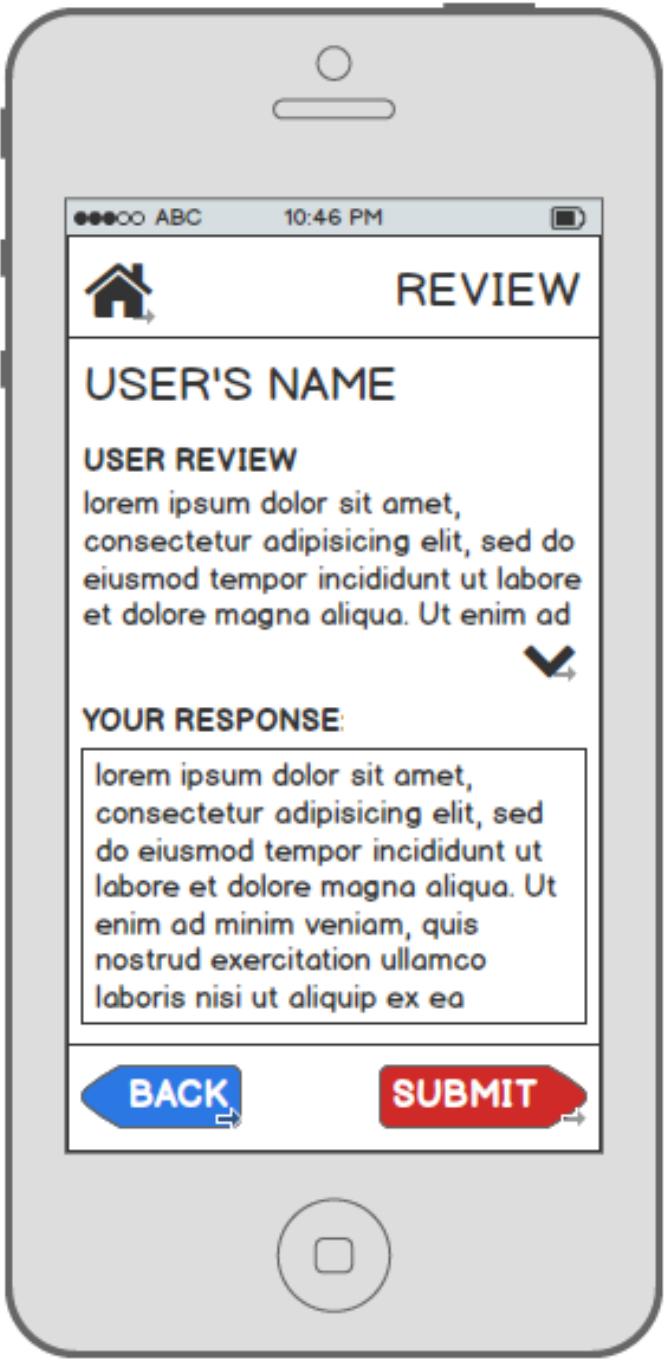 ABC 10:46 PM
REVIEW
USER'S NAME
USER REVIEW
lorem ipsum dolor sit amet,
consectetur adipisicing elit, sed do
eiusmod tempor incididunt ut labore
et dolore magna aliqua. Ut enim ad
YOUR RESPONSE:
lorem ipsum dolor sit amet,
consectetur adipisicing elit, sed
do eiusmod tempor incididunt ut
labore et dolore magna aliqua. Ut
enim ad minim veniam, quis
nostrud exercitation ullamco
laboris nisi ut aliquip ex ea
BACK SUBMIT